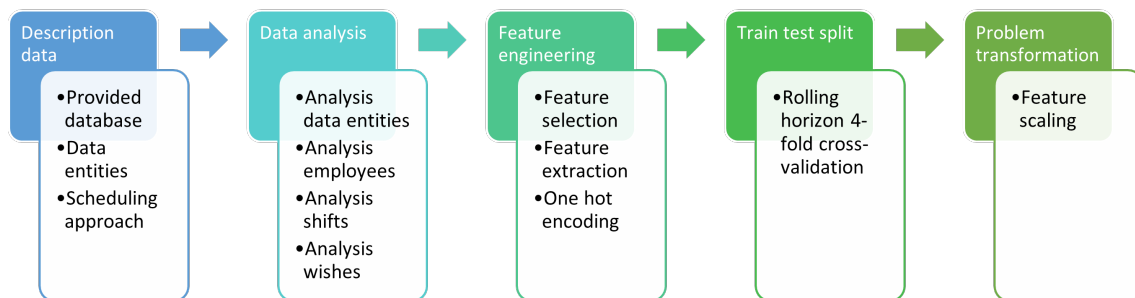 Description
data
•Provided
database
•Data
entities
•Scheduling
approach
Data analysis
•Analysis
data entities
•Analysis
employees
•Analysis
shifts
•Analysis
wishes
Feature
engineering
•Feature
selection
•Feature
extraction
•One hot
encoding
Train test split
•Rolling
horizon 4-
fold cross-
validation
Problem
transformation
•Feature
scaling